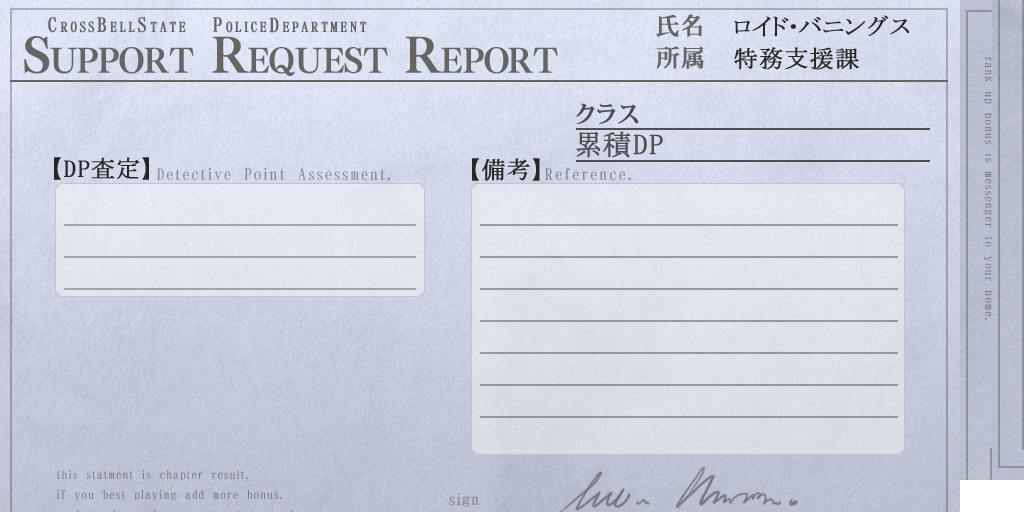 CROSSBELLSTATE POLICEDEPARTMENT
SUPPORT REQUEST REPORT
氏名 ロイド・バニングス
所属 特務支援課
クラス
累積DP
【DP査定】Detective Point Assessment.
【備考】Reference.
this statment is chapter result.
if you best playing add more bonus.
sign
rank up bonus is messenger to your home.